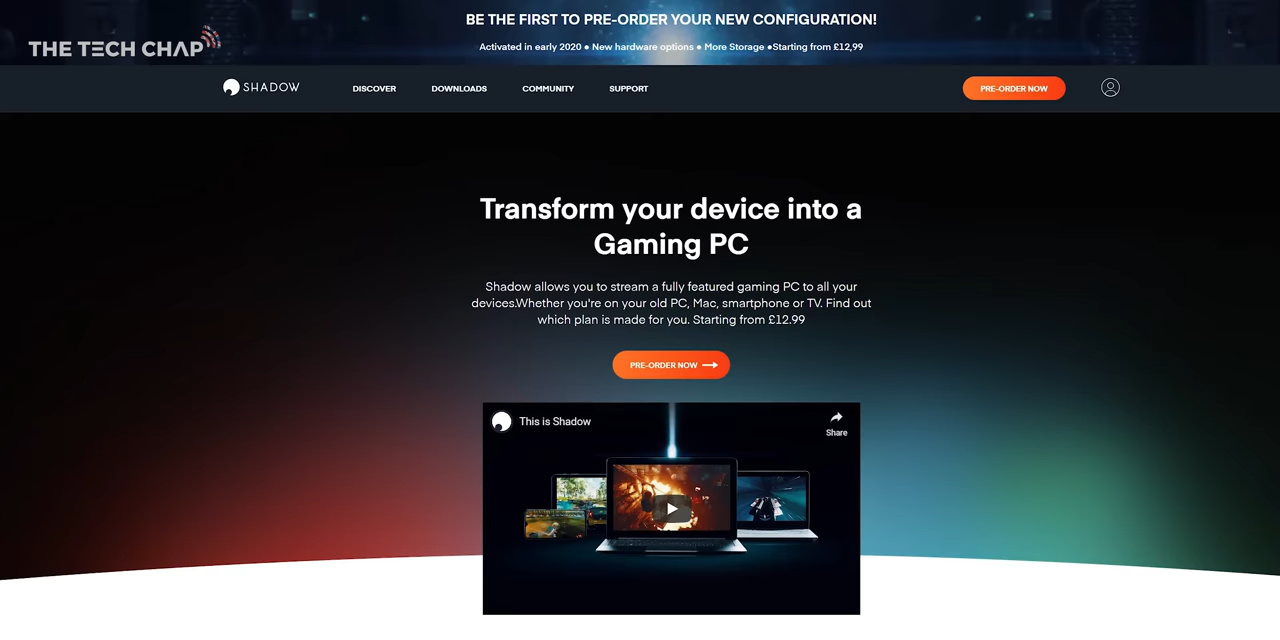 BE THE FIRST TO PRE-ORDER YOUR NEW CONFIGURATION!
THE TECH CHAP
Activated in early 2020 ● New hardware options ● More Storage ●Starting from £12,99
SHADOW
DISCOVER
DOWNLOADS
COMMUNITY
SUPPORT
PRE-ORDER NOW
Transform your device into a
Gaming PC
Shadow allows you to stream a fully featured gaming PC to all your
devices.Whether you're on your old PC, Mac, smartphone or TV. Find out
which plan is made for you. Starting from £12.99
PRE-ORDER NOW
This is Shadow
Share